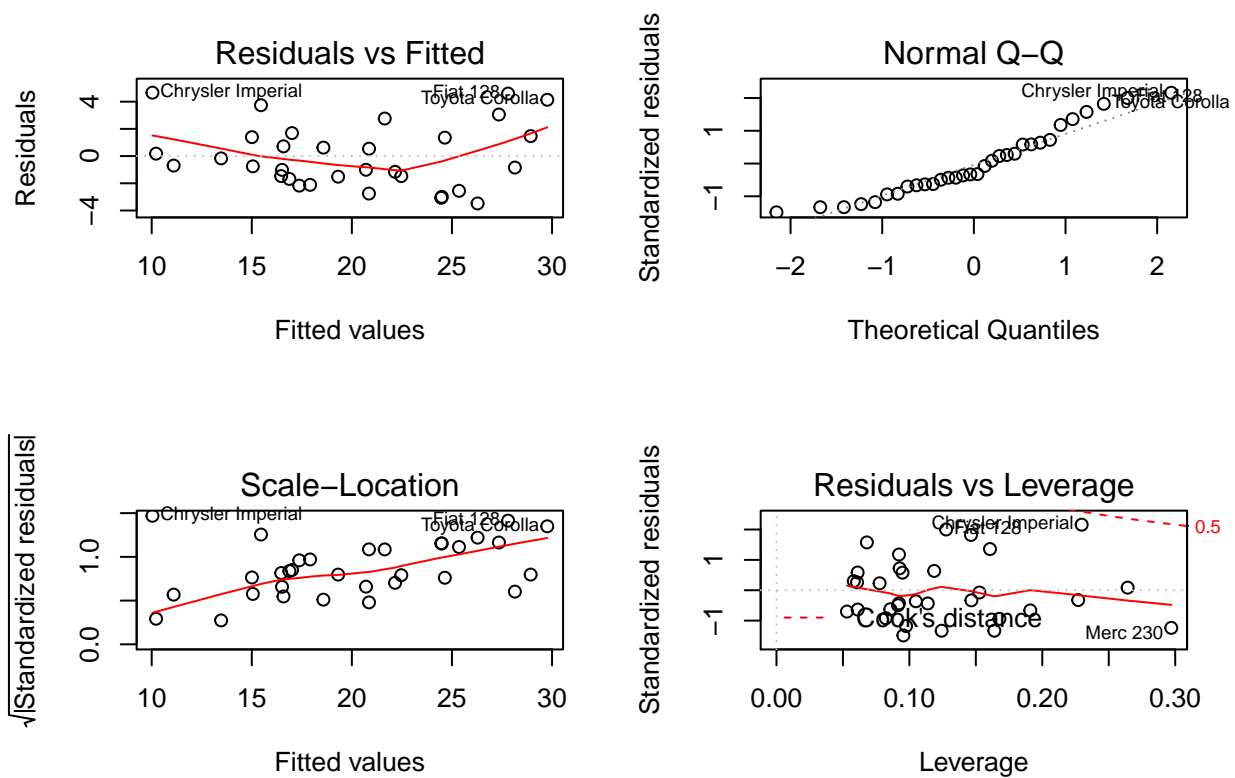 Residuals vs Fitted
Residuals
4
0
−4
Chrysler Imperial
Fiat 128
Toyota Corolla
10 15 20 25 30
Fitted values
Normal Q−Q
Standardized residuals
1
−1
Chrysler Imperial
Fiat 128
Toyota Corolla
−2 −1 0 1 2
Theoretical Quantiles
Scale−Location
√|Standardized residuals|
1.0
0.0
Chrysler Imperial
Fiat 128
Toyota Corolla
10 15 20 25 30
Fitted values
Residuals vs Leverage
Standardized residuals
1
−1
Chrysler Imperial
Fiat 128
0.5
Cook's distance
Merc 230
0.00 0.10 0.20 0.30
Leverage